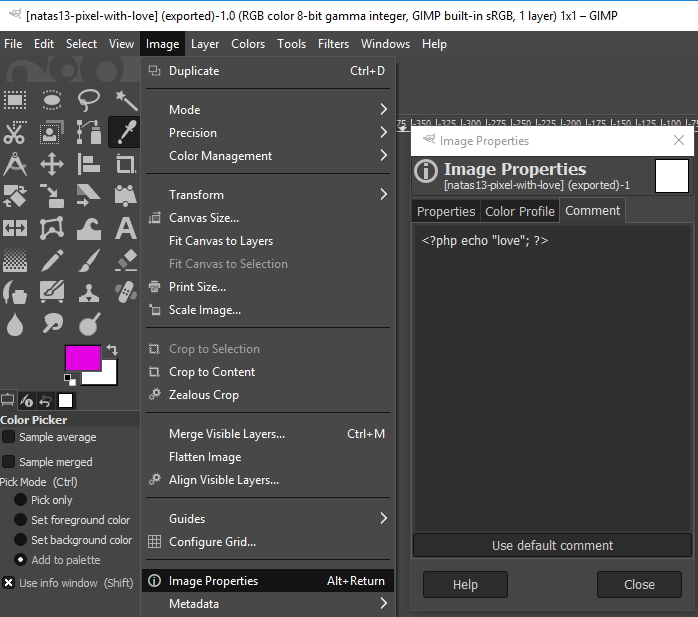 [natas13-pixel-with-love] (exported)-1.0 (RGB color 8-bit gamma integer, GIMP built-in sRGB, 1 layer) 1x1 – GIMP
File Edit Select View Image Layer Colors Tools Filters Windows Help
Duplicate Ctrl+D
Mode
Precision
Color Management
Transform
Canvas Size...
Fit Canvas to Layers
Fit Canvas to Selection
Print Size...
Scale Image...
Crop to Selection
Crop to Content
Zealous Crop
Merge Visible Layers... Ctrl+M
Flatten Image
Align Visible Layers...
Guides
Configure Grid...
Image Properties Alt+Return
Metadata
Color Picker
Sample average
Sample merged
Pick Mode (Ctrl)
Pick only
Set foreground color
Set background color
Add to palette
Use info window (Shift)
75 -350 -325 -300 -275 -250 -225 -200 -175 -150 -125 -100 -75
Image Properties
Image Properties
[natas13-pixel-with-love] (exported)-1
Properties Color Profile Comment
<?php echo "love"; ?>
Use default comment
Help Close